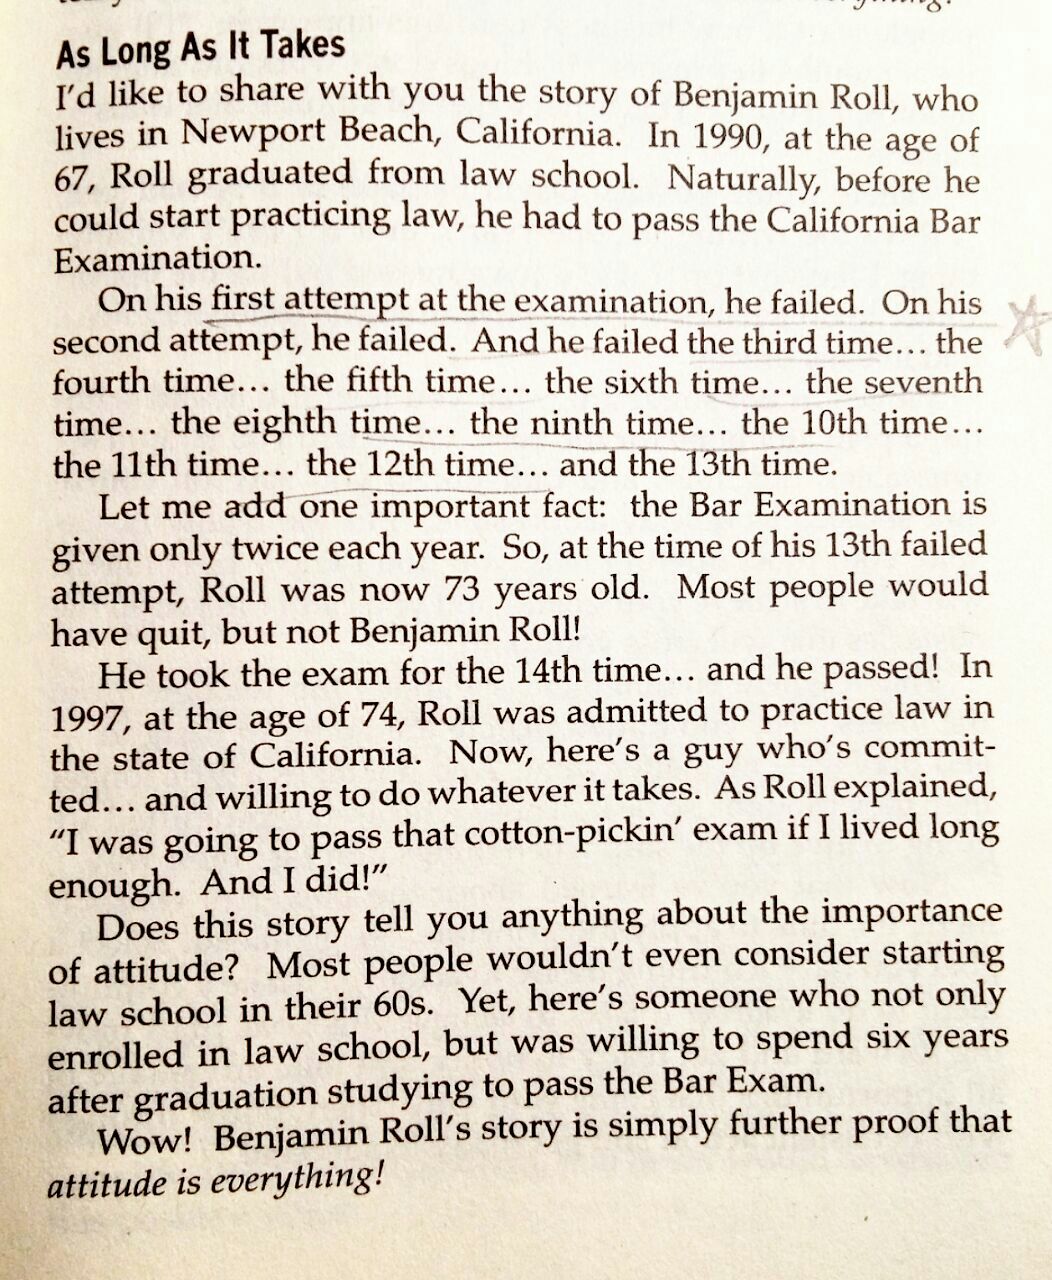 everything!
As Long As It Takes
I'd like to share with you the story of Benjamin Roll, who
lives in Newport Beach, California. In 1990, at the age of
67, Roll graduated from law school. Naturally, before he
could start practicing law, he had to pass the California Bar
Examination.
On his first attempt at the examination, he failed. On his
second attempt, he failed. And he failed the third time... the
fourth time... the fifth time... the sixth time... the seventh
time... the eighth time... the ninth time... the 10th time...
the 11th time... the 12th time... and the 13th time.
Let me add one important fact: the Bar Examination is
given only twice each year. So, at the time of his 13th failed
attempt, Roll was now 73 years old. Most people would
have quit, but not Benjamin Roll!
He took the exam for the 14th time... and he passed! In
1997, at the age of 74, Roll was admitted to practice law in
the state of California. Now, here's a guy who's commit-
ted... and willing to do whatever it takes. As Roll explained,
"I was going to pass that cotton-pickin' exam if I lived long
enough. And I did!"
Does this story tell you anything about the importance
of attitude? Most people wouldn't even consider starting
law school in their 60s. Yet, here's someone who not only
enrolled in law school, but was willing to spend six years
after graduation studying to pass the Bar Exam.
Wow! Benjamin Roll's story is simply further proof that
attitude is everything!